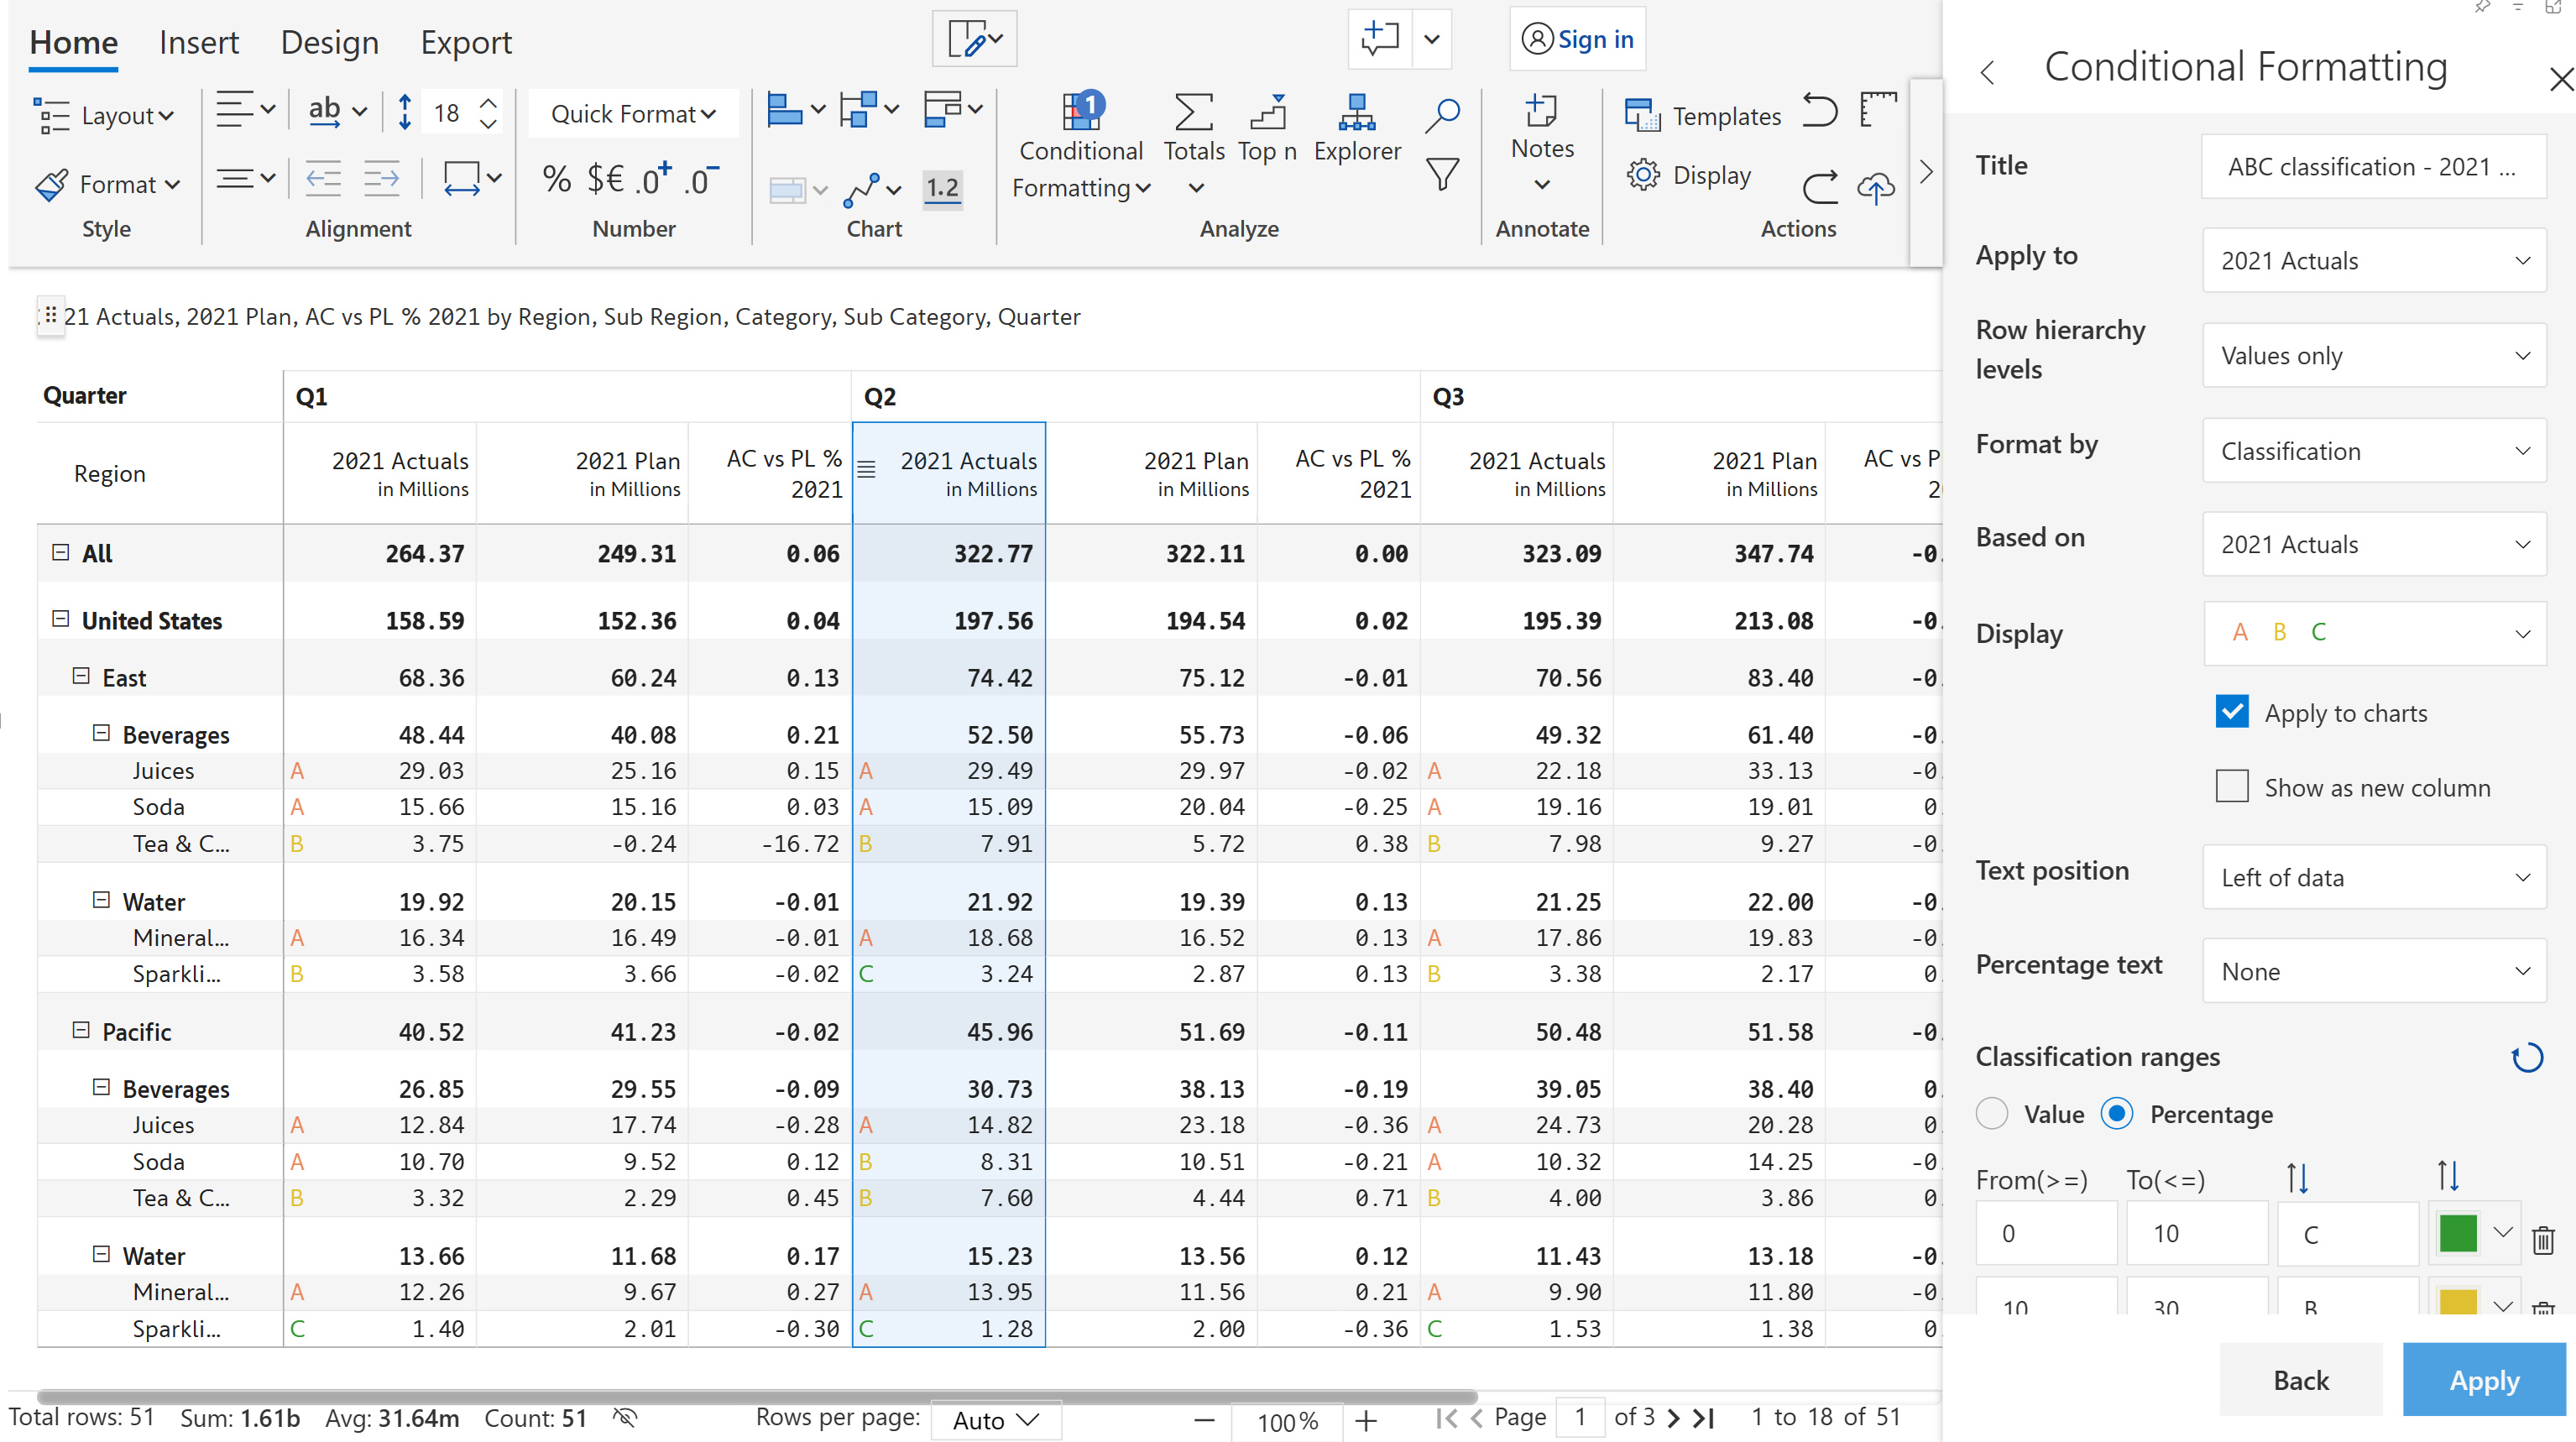 Home Insert Design Export Sign in
Layout ab 18 Quick Format Conditional Formatting 1 Totals Top n Explorer Notes Templates
Format % $€ .0+ .0- 1.2 Display
Style Alignment Number Chart Analyze Annotate Actions
21 Actuals, 2021 Plan, AC vs PL % 2021 by Region, Sub Region, Category, Sub Category, Quarter
Quarter Q1 Q2 Q3
Region 2021 Actuals in Millions 2021 Plan in Millions AC vs PL % 2021 2021 Actuals in Millions 2021 Plan in Millions AC vs PL % 2021 2021 Actuals in Millions 2021 Plan in Millions AC vs P
All 264.37 249.31 0.06 322.77 322.11 0.00 323.09 347.74 -0.
United States 158.59 152.36 0.04 197.56 194.54 0.02 195.39 213.08 -0.
East 68.36 60.24 0.13 74.42 75.12 -0.01 70.56 83.40 -0.
Beverages 48.44 40.08 0.21 52.50 55.73 -0.06 49.32 61.40 -0.
Juices A 29.03 25.16 0.15 A 29.49 29.97 -0.02 A 22.18 33.13 -0.
Soda A 15.66 15.16 0.03 A 15.09 20.04 -0.25 A 19.16 19.01 0.
Tea & C... B 3.75 -0.24 -16.72 B 7.91 5.72 0.38 B 7.98 9.27 -0.
Water 19.92 20.15 -0.01 21.92 19.39 0.13 21.25 22.00 -0.
Mineral... A 16.34 16.49 -0.01 A 18.68 16.52 0.13 A 17.86 19.83 -0.
Sparkli... B 3.58 3.66 -0.02 C 3.24 2.87 0.13 B 3.38 2.17 0.
Pacific 40.52 41.23 -0.02 45.96 51.69 -0.11 50.48 51.58 -0.
Beverages 26.85 29.55 -0.09 30.73 38.13 -0.19 39.05 38.40 0.
Juices A 12.84 17.74 -0.28 A 14.82 23.18 -0.36 A 24.73 20.28 0.
Soda A 10.70 9.52 0.12 B 8.31 10.51 -0.21 A 10.32 14.25 -0.
Tea & C... B 3.32 2.29 0.45 B 7.60 4.44 0.71 B 4.00 3.86 0.
Water 13.66 11.68 0.17 15.23 13.56 0.12 11.43 13.18 -0.
Mineral... A 12.26 9.67 0.27 A 13.95 11.56 0.21 A 9.90 11.80 -0.
Sparkli... C 1.40 2.01 -0.30 C 1.28 2.00 -0.36 C 1.53 1.38 0.
Total rows: 51 Sum: 1.61b Avg: 31.64m Count: 51 Rows per page: Auto 100% Page 1 of 3 1 to 18 of 51
Conditional Formatting
Title ABC classification - 2021 ...
Apply to 2021 Actuals
Row hierarchy levels Values only
Format by Classification
Based on 2021 Actuals
Display A B C
Apply to charts
Show as new column
Text position Left of data
Percentage text None
Classification ranges
Value Percentage
From(>=) To(<=)
0 10 C
10 30 B
Back Apply